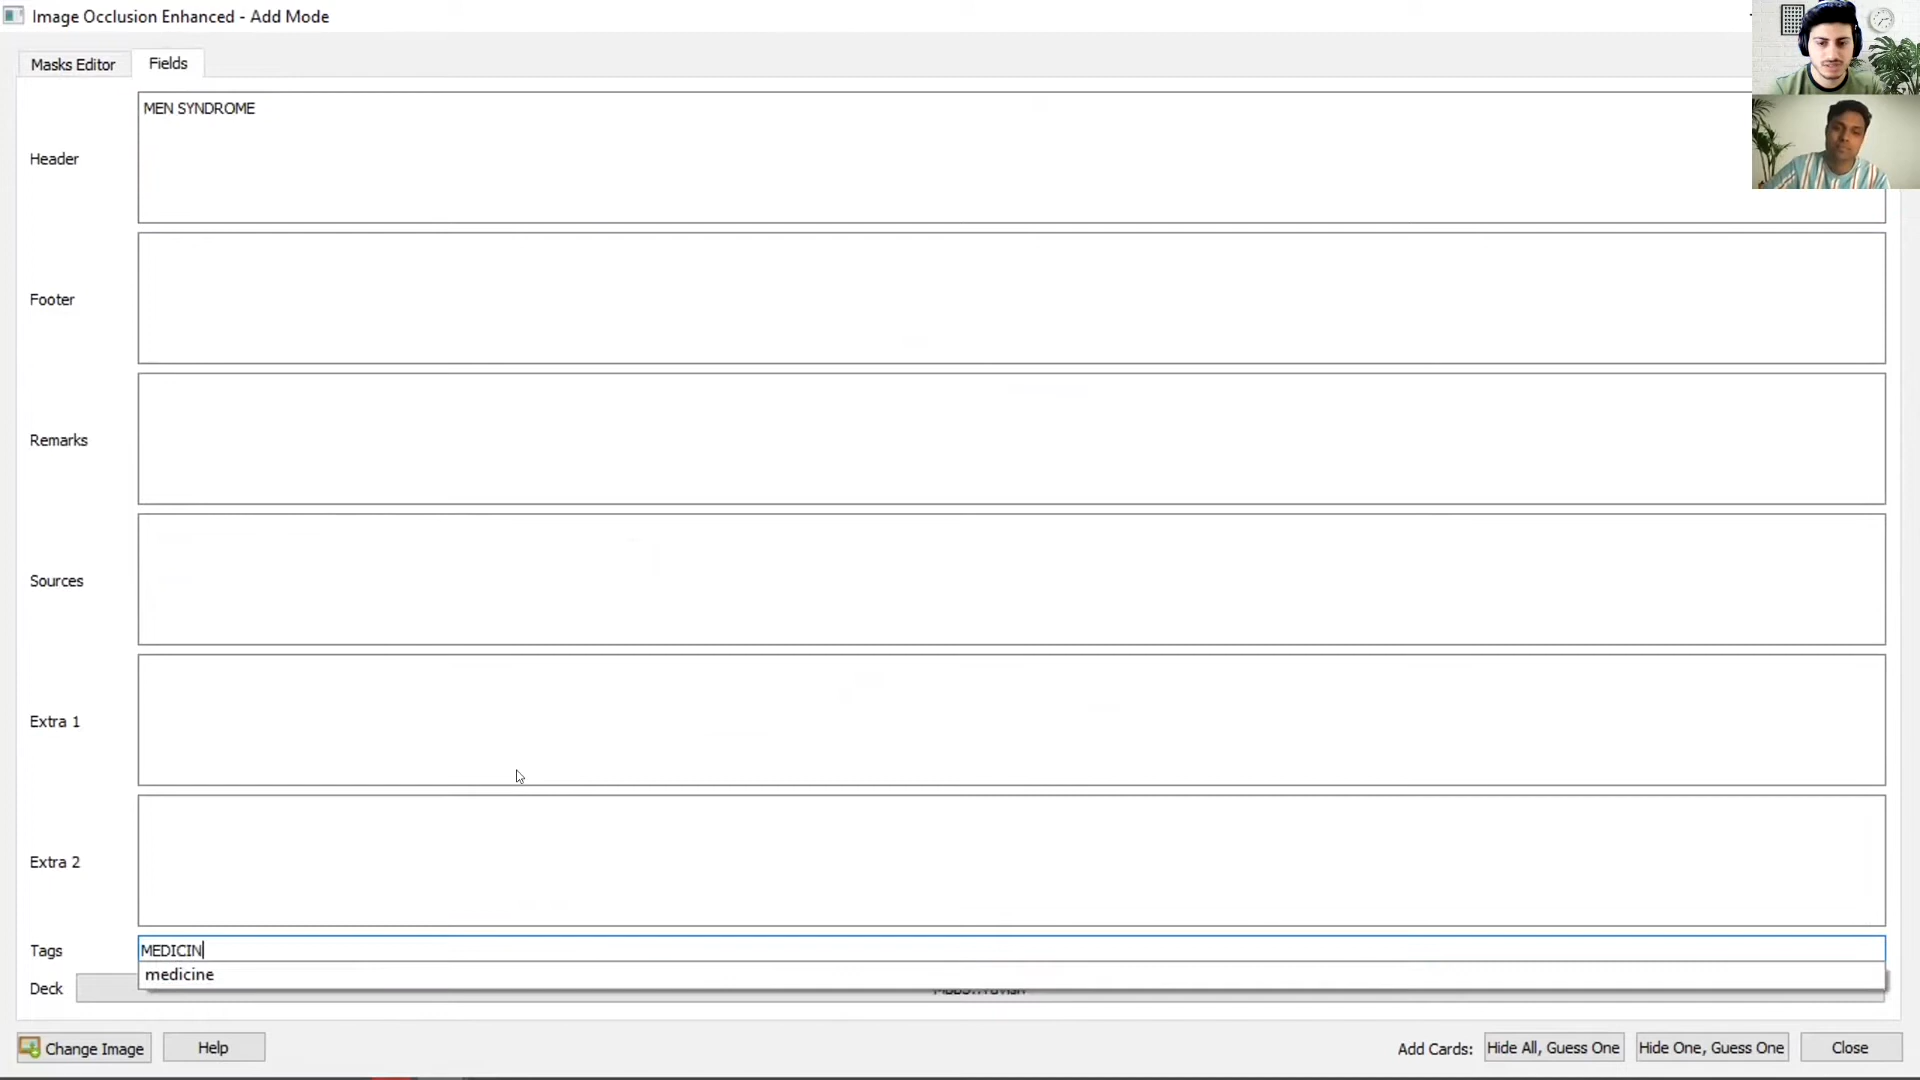 Image Occlusion Enhanced - Add Mode
Masks Editor
Fields
Header
MEN SYNDROME
Footer
Remarks
Sources
Extra 1
Extra 2
Tags
MEDICIN
medicine
Deck
Change Image
Help
Add Cards:
Hide All, Guess One
Hide One, Guess One
Close